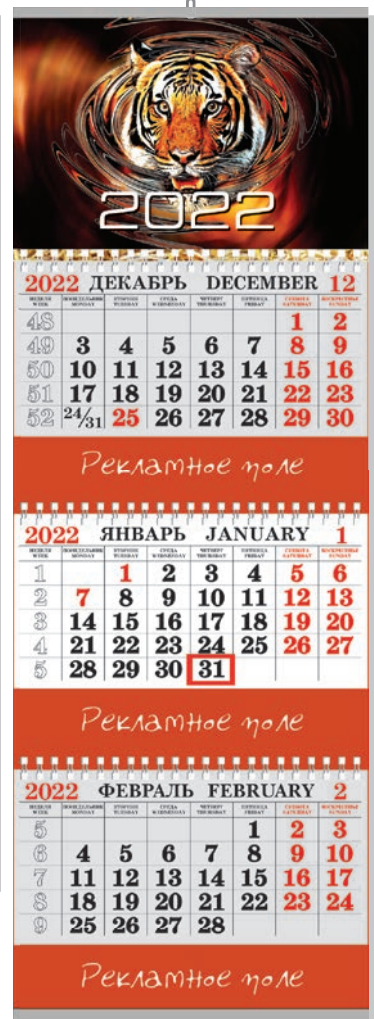 2022
2022 ДЕКАБРЬ DECEMBER 12
НЕДЕЛЯ ПОНЕДЕЛЬНИК ВТОРНИК СРЕДА ЧЕТВЕРГ ПЯТНИЦА СУББОТА ВОСКРЕСЕНЬЕ
WEEK MONDAY TUESDAY WEDNESDAY THURSDAY FRIDAY SATURDAY SUNDAY
48 1 2
49 3 4 5 6 7 8 9
50 10 11 12 13 14 15 16
51 17 18 19 20 21 22 23
52 24/31 25 26 27 28 29 30
Рекламное поле
2022 ЯНВАРЬ JANUARY 1
НЕДЕЛЯ ПОНЕДЕЛЬНИК ВТОРНИК СРЕДА ЧЕТВЕРГ ПЯТНИЦА СУББОТА ВОСКРЕСЕНЬЕ
WEEK MONDAY TUESDAY WEDNESDAY THURSDAY FRIDAY SATURDAY SUNDAY
1 1 2 3 4 5 6
2 7 8 9 10 11 12 13
3 14 15 16 17 18 19 20
4 21 22 23 24 25 26 27
5 28 29 30 31
Рекламное поле
2022 ФЕВРАЛЬ FEBRUARY 2
НЕДЕЛЯ ПОНЕДЕЛЬНИК ВТОРНИК СРЕДА ЧЕТВЕРГ ПЯТНИЦА СУББОТА ВОСКРЕСЕНЬЕ
WEEK MONDAY TUESDAY WEDNESDAY THURSDAY FRIDAY SATURDAY SUNDAY
5 1 2 3
6 4 5 6 7 8 9 10
7 11 12 13 14 15 16 17
8 18 19 20 21 22 23 24
9 25 26 27 28
Рекламное поле